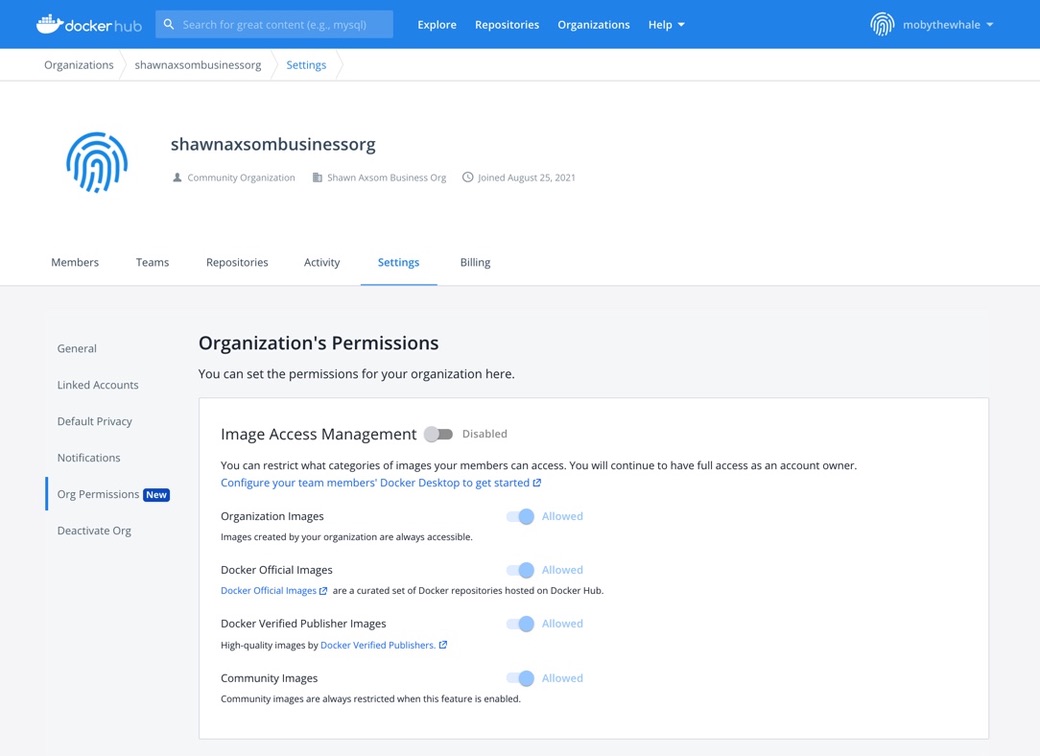 docker hub
Search for great content (e.g., mysql)
Explore Repositories Organizations Help
mobythewhale
Organizations shawnaxsombusinessorg Settings
shawnaxsombusinessorg
Community Organization Shawn Axsom Business Org Joined August 25, 2021
Members Teams Repositories Activity Settings Billing
General
Linked Accounts
Default Privacy
Notifications
Org Permissions New
Deactivate Org
Organization's Permissions
You can set the permissions for your organization here.
Image Access Management Disabled
You can restrict what categories of images your members can access. You will continue to have full access as an account owner.
Configure your team members' Docker Desktop to get started
Organization Images Allowed
Images created by your organization are always accessible.
Docker Official Images Allowed
Docker Official Images are a curated set of Docker repositories hosted on Docker Hub.
Docker Verified Publisher Images Allowed
High-quality images by Docker Verified Publishers.
Community Images Allowed
Community images are always restricted when this feature is enabled.